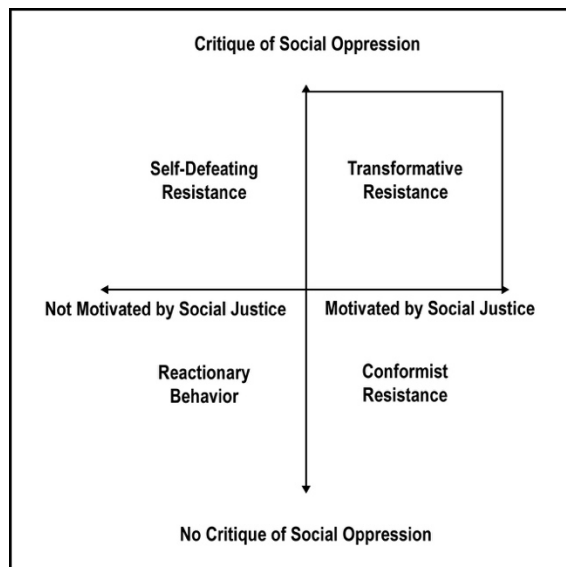 Critique of Social Oppression
Self-Defeating
Resistance
Transformative
Resistance
Not Motivated by Social Justice
Motivated by Social Justice
Reactionary
Behavior
Conformist
Resistance
No Critique of Social Oppression